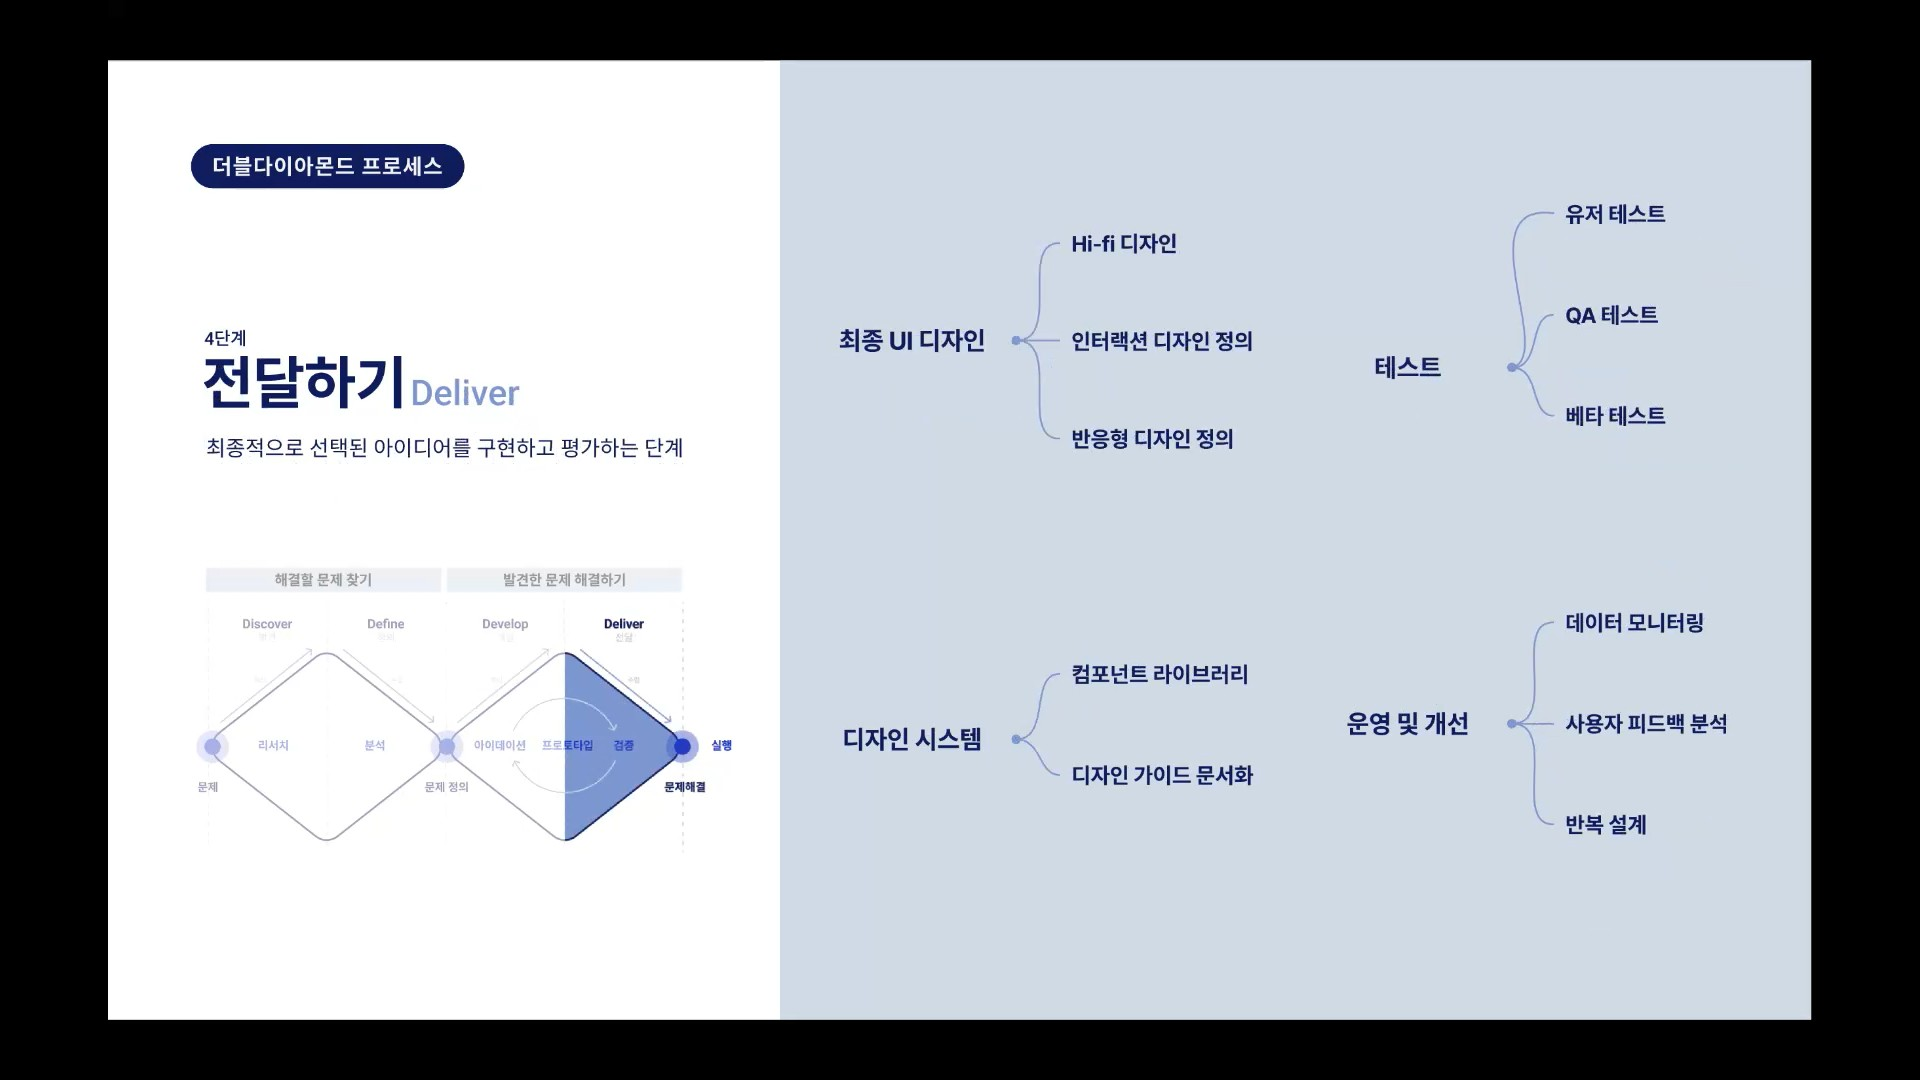 더블다이아몬드 프로세스
4단계
전달하기 Deliver
최종적으로 선택된 아이디어를 구현하고 평가하는 단계
해결할 문제 찾기
발견한 문제 해결하기
Discover
Define
Develop
Deliver
전달
수렴
리서치
분석
아이데이션
프로토타입
검증
실행
문제
문제 정의
문제해결
최종 UI 디자인
Hi-fi 디자인
인터랙션 디자인 정의
반응형 디자인 정의
테스트
유저 테스트
QA 테스트
베타 테스트
디자인 시스템
컴포넌트 라이브러리
디자인 가이드 문서화
운영 및 개선
데이터 모니터링
사용자 피드백 분석
반복 설계